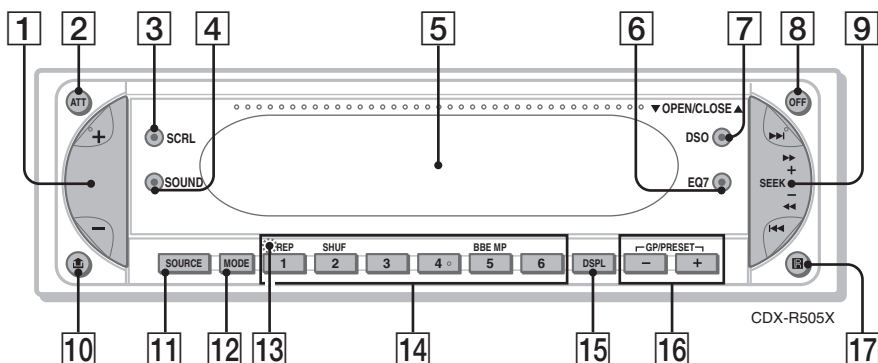 1 2 3 4 5 6 7 8 9
ATT
▼ OPEN/CLOSE ▲
OFF
+
SCRL
DSO
▶▶|
SOUND
EQ7
▶▶
+
SEEK
−
◀◀
−
|◀◀
REP SHUF BBE MP
GP/PRESET
SOURCE MODE 1 2 3 4 5 6 DSPL − +
R
CDX-R505X
10 11 12 13 14 15 16 17